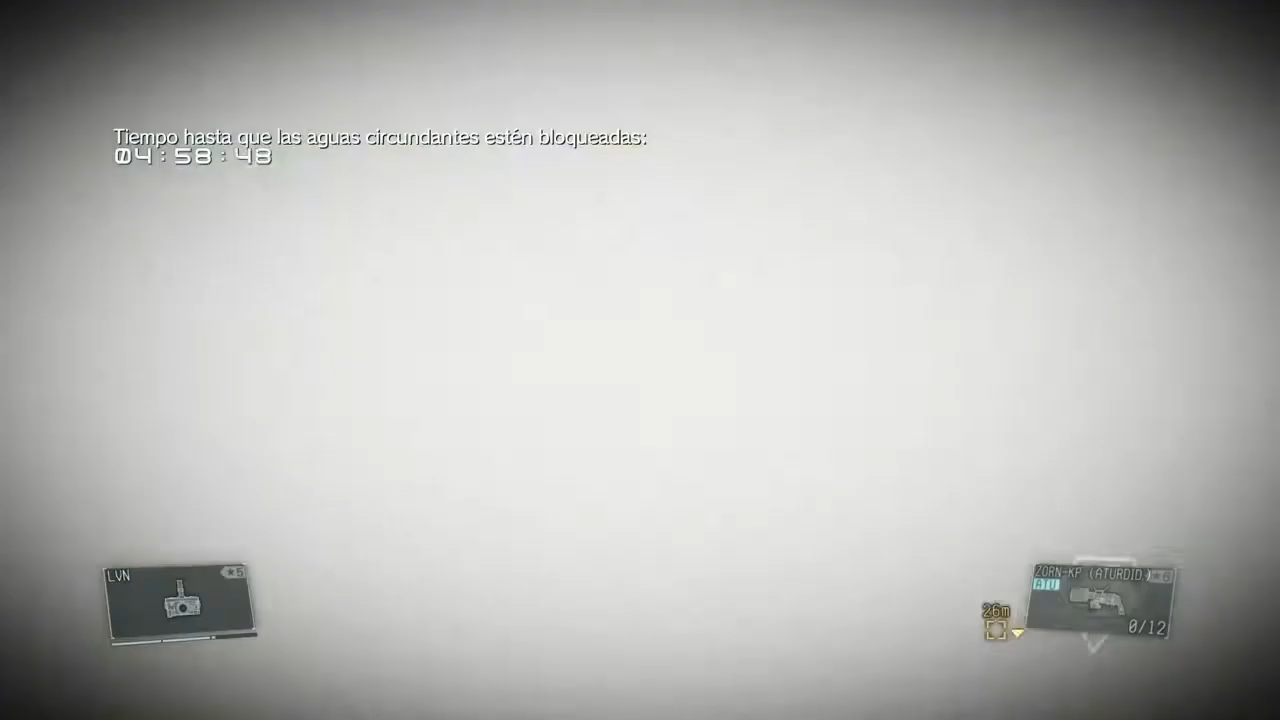 Tiempo hasta que las aguas circundantes estén bloqueadas:
04:58:48
LVN
★5
ZORN-KP (ATURDID.)
★6
ATU
26m
0/12